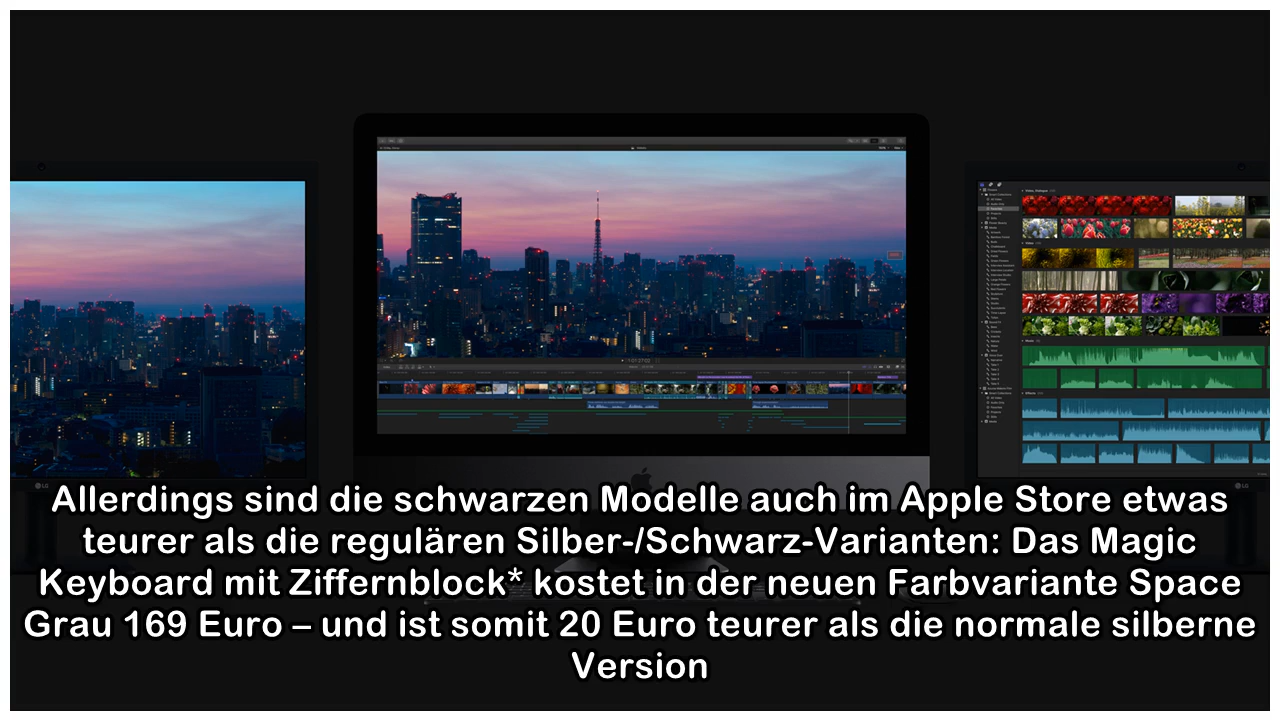 LG
LG
Allerdings sind die schwarzen Modelle auch im Apple Store etwas
teurer als die regulären Silber-/Schwarz-Varianten: Das Magic
Keyboard mit Ziffernblock* kostet in der neuen Farbvariante Space
Grau 169 Euro – und ist somit 20 Euro teurer als die normale silberne
Version